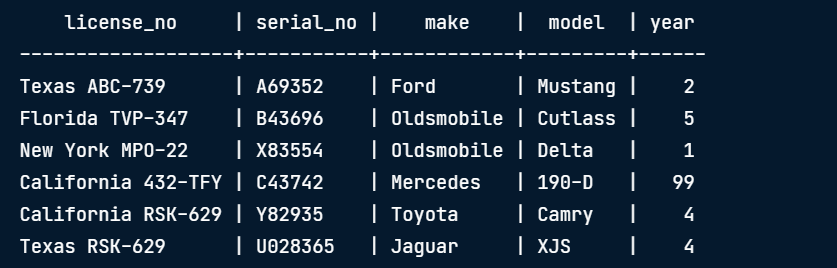 license_no      | serial_no |    make    |  model  | year
-------------------+-----------+------------+---------+------
Texas ABC-739      | A69352    | Ford       | Mustang |    2
Florida TVP-347    | B43696    | Oldsmobile | Cutlass |    5
New York MPO-22    | X83554    | Oldsmobile | Delta   |    1
California 432-TFY | C43742    | Mercedes   | 190-D   |   99
California RSK-629 | Y82935    | Toyota     | Camry   |    4
Texas RSK-629      | U028365   | Jaguar     | XJS     |    4